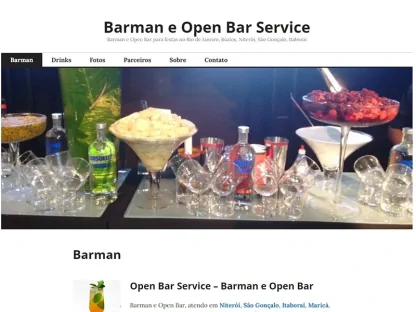 Barman e Open Bar Service
Barman e Open Bar para festas no Rio de Janeiro, Búzios, Niterói, São Gonçalo, Itaboraí
Barman Drinks Fotos Parceiros Sobre Contato
ABSOLUT
Barman
Open Bar Service – Barman e Open Bar
Barman e Open Bar, atendo em Niterói, São Gonçalo, Itaboraí, Maricá.